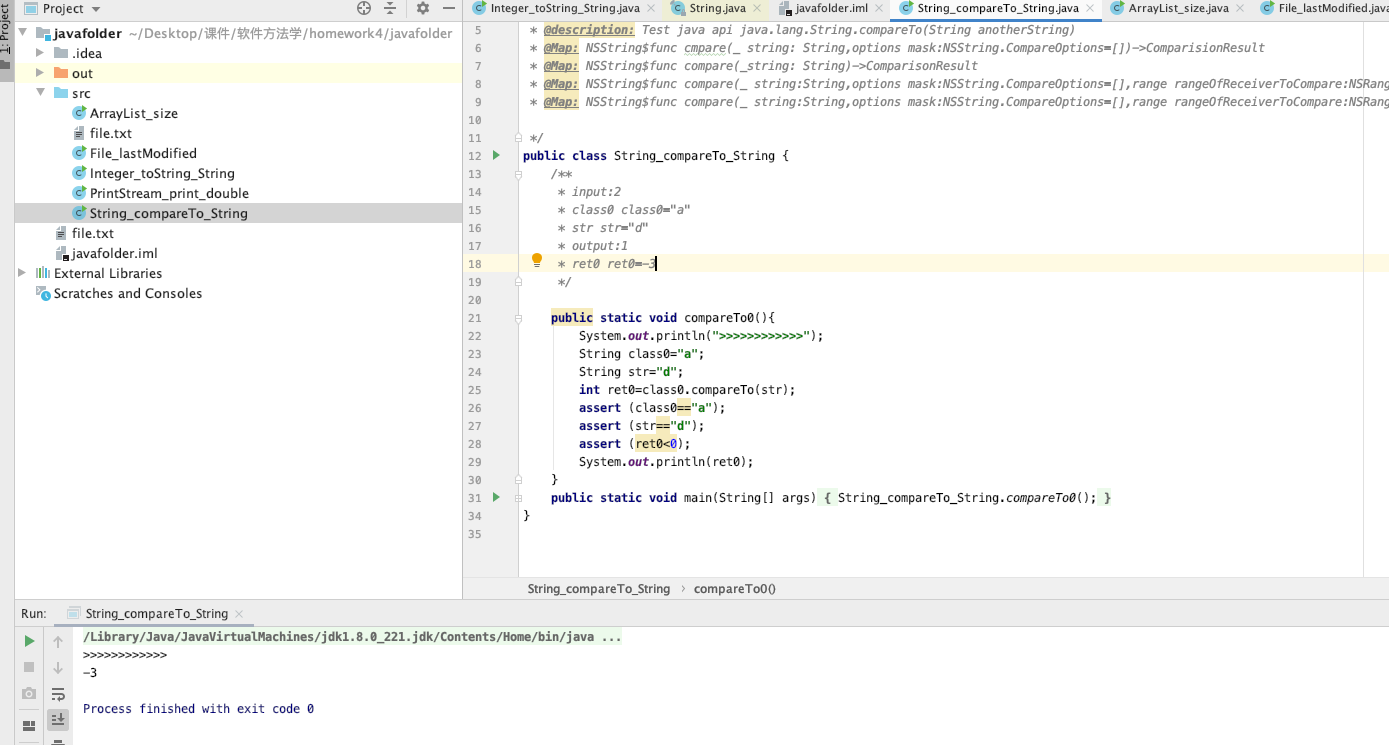 1: Project
Project
javafolder ~/Desktop/课件/软件方法学/homework4/javafolder
.idea
out
src
ArrayList_size
file.txt
File_lastModified
Integer_toString_String
PrintStream_print_double
String_compareTo_String
file.txt
javafolder.iml
External Libraries
Scratches and Consoles
Integer_toString_String.java
String.java
javafolder.iml
String_compareTo_String.java
ArrayList_size.java
File_lastModified.java
5 * @description: Test java api java.lang.String.compareTo(String anotherString)
6 * @Map: NSString$func cmpare(_ string: String,options mask:NSString.CompareOptions=[])->ComparisionResult
7 * @Map: NSString$func compare(_string: String)->ComparisonResult
8 * @Map: NSString$func compare(_ string:String,options mask:NSString.CompareOptions=[],range rangeOfReceiverToCompare:NSRang
9 * @Map: NSString$func compare(_ string:String,options mask:NSString.CompareOptions=[],range rangeOfReceiverToCompare:NSRang
10
11 */
12 public class String_compareTo_String {
13 /**
14 * input:2
15 * class0 class0="a"
16 * str str="d"
17 * output:1
18 * ret0 ret0=-3
19 */
20
21 public static void compareTo0(){
22 System.out.println(">>>>>>>>>>>>");
23 String class0="a";
24 String str="d";
25 int ret0=class0.compareTo(str);
26 assert (class0=="a");
27 assert (str=="d");
28 assert (ret0<0);
29 System.out.println(ret0);
30 }
31 public static void main(String[] args) { String_compareTo_String.compareTo0(); }
34 }
35
String_compareTo_String › compareTo0()
Run: String_compareTo_String
/Library/Java/JavaVirtualMachines/jdk1.8.0_221.jdk/Contents/Home/bin/java ...
>>>>>>>>>>>>
-3
Process finished with exit code 0